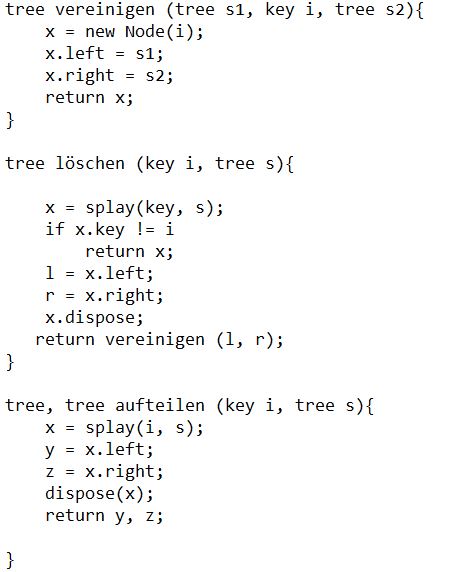 tree vereinigen (tree s1, key i, tree s2){
x = new Node(i);
x.left = s1;
x.right = s2;
return x;
}
tree löschen (key i, tree s){
x = splay(key, s);
if x.key != i
return x;
l = x.left;
r = x.right;
x.dispose;
return vereinigen (l, r);
}
tree, tree aufteilen (key i, tree s){
x = splay(i, s);
y = x.left;
z = x.right;
dispose(x);
return y, z;
}